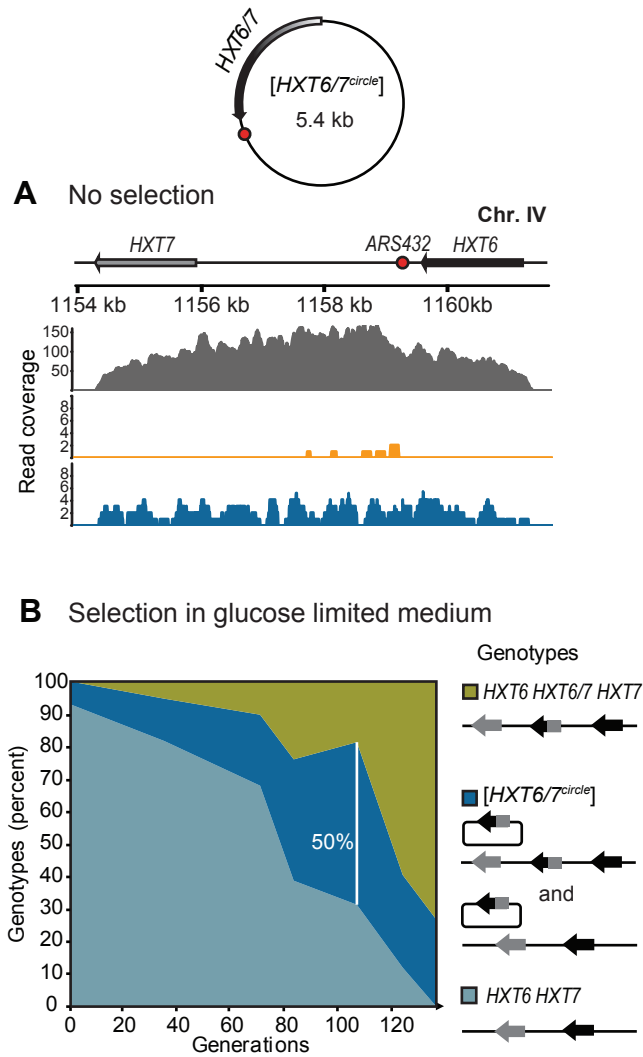 HXT6/7
[HXT6/7circle]
5.4 kb
A No selection
Chr. IV
HXT7 ARS432 HXT6
1154 kb 1156 kb 1158 kb 1160kb
Read coverage
150
100
50
8
6
4
2
8
6
4
2
B Selection in glucose limited medium
Genotypes
Genotypes (percent)
100
90
80
70
60
50
40
30
20
10
0
50%
0 20 40 60 80 100 120
Generations
HXT6 HXT6/7 HXT7
[HXT6/7circle]
and
HXT6 HXT7